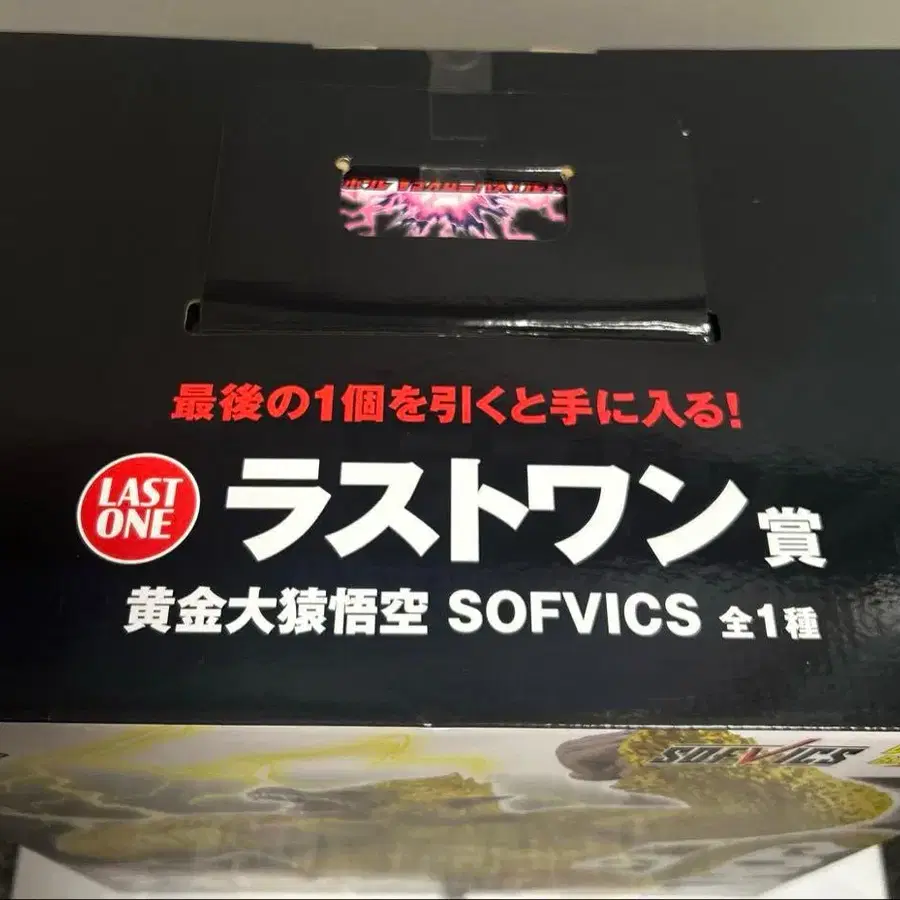 最後の1個を引くと手に入る!
LAST
ONE
ラストワン賞
黄金大猿悟空 SOFVICS 全1種
SOFVICS